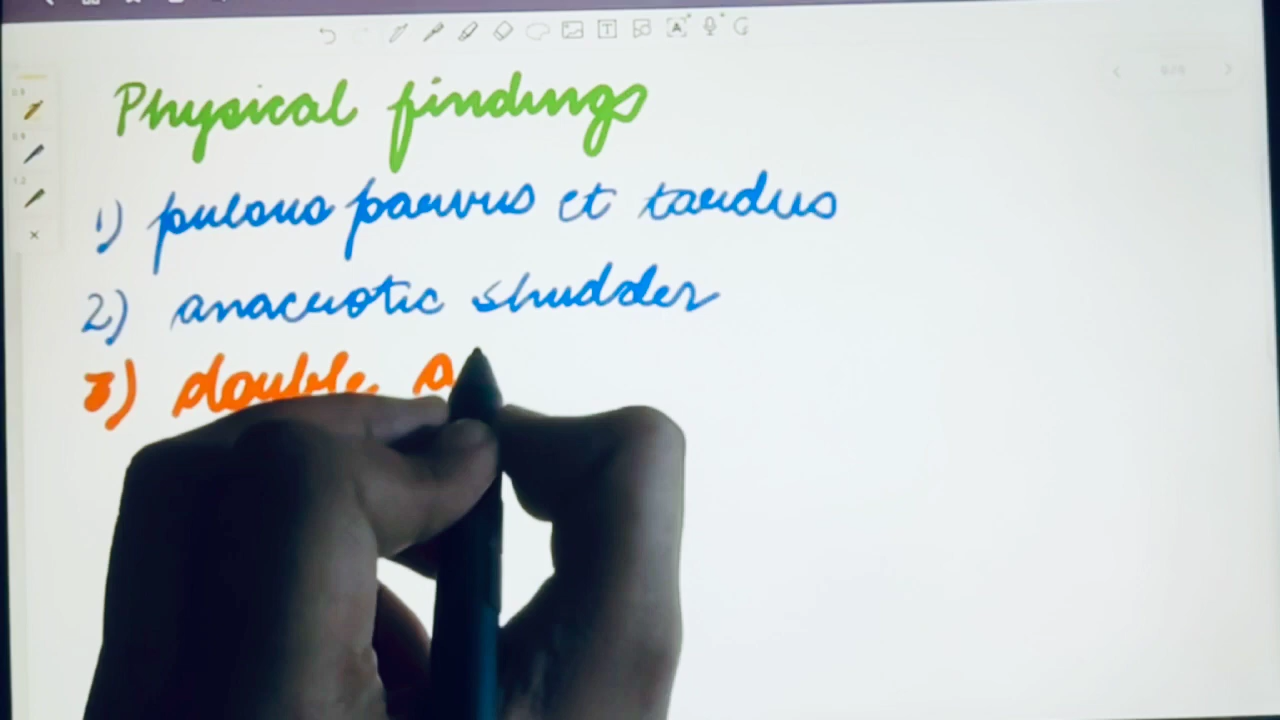 Physical findings
1) pulsus parvus et tardus
2) anacrotic shudder
3) double a